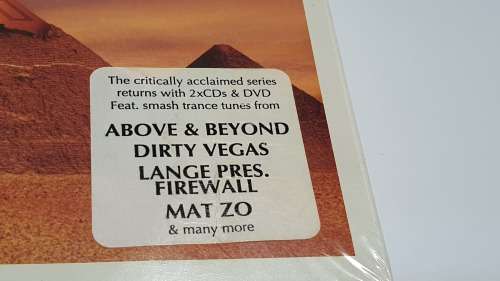 The critically acclaimed series
returns with 2xCDs & DVD
Feat. smash trance tunes from
ABOVE & BEYOND
DIRTY VEGAS
LANGE PRES.
FIREWALL
MAT ZO
& many more